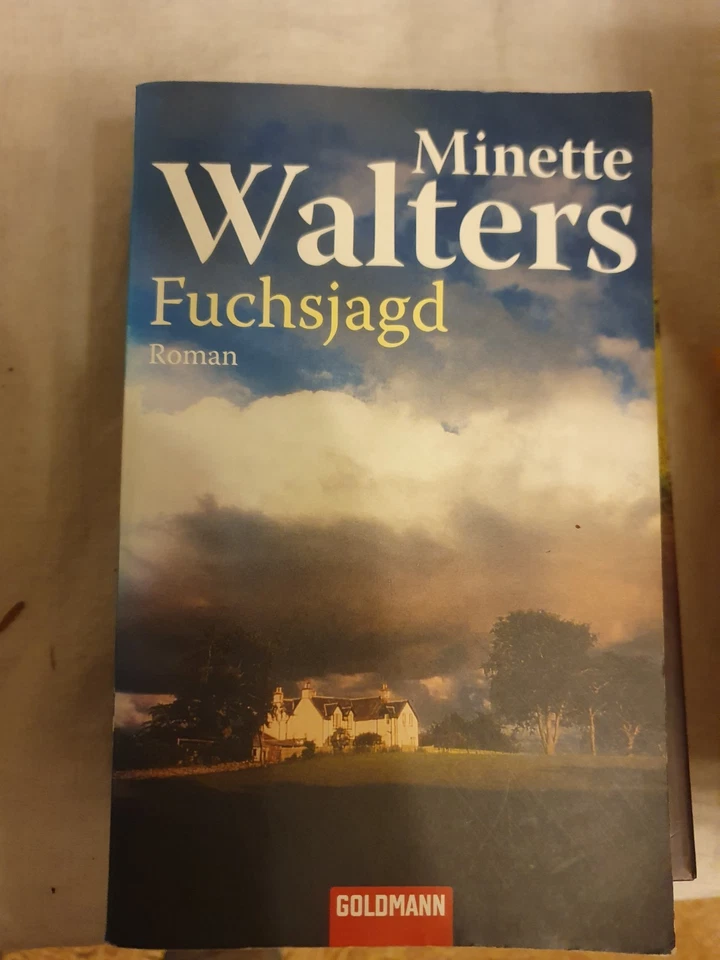 Minette
Walters
Fuchsjagd
Roman
GOLDMANN